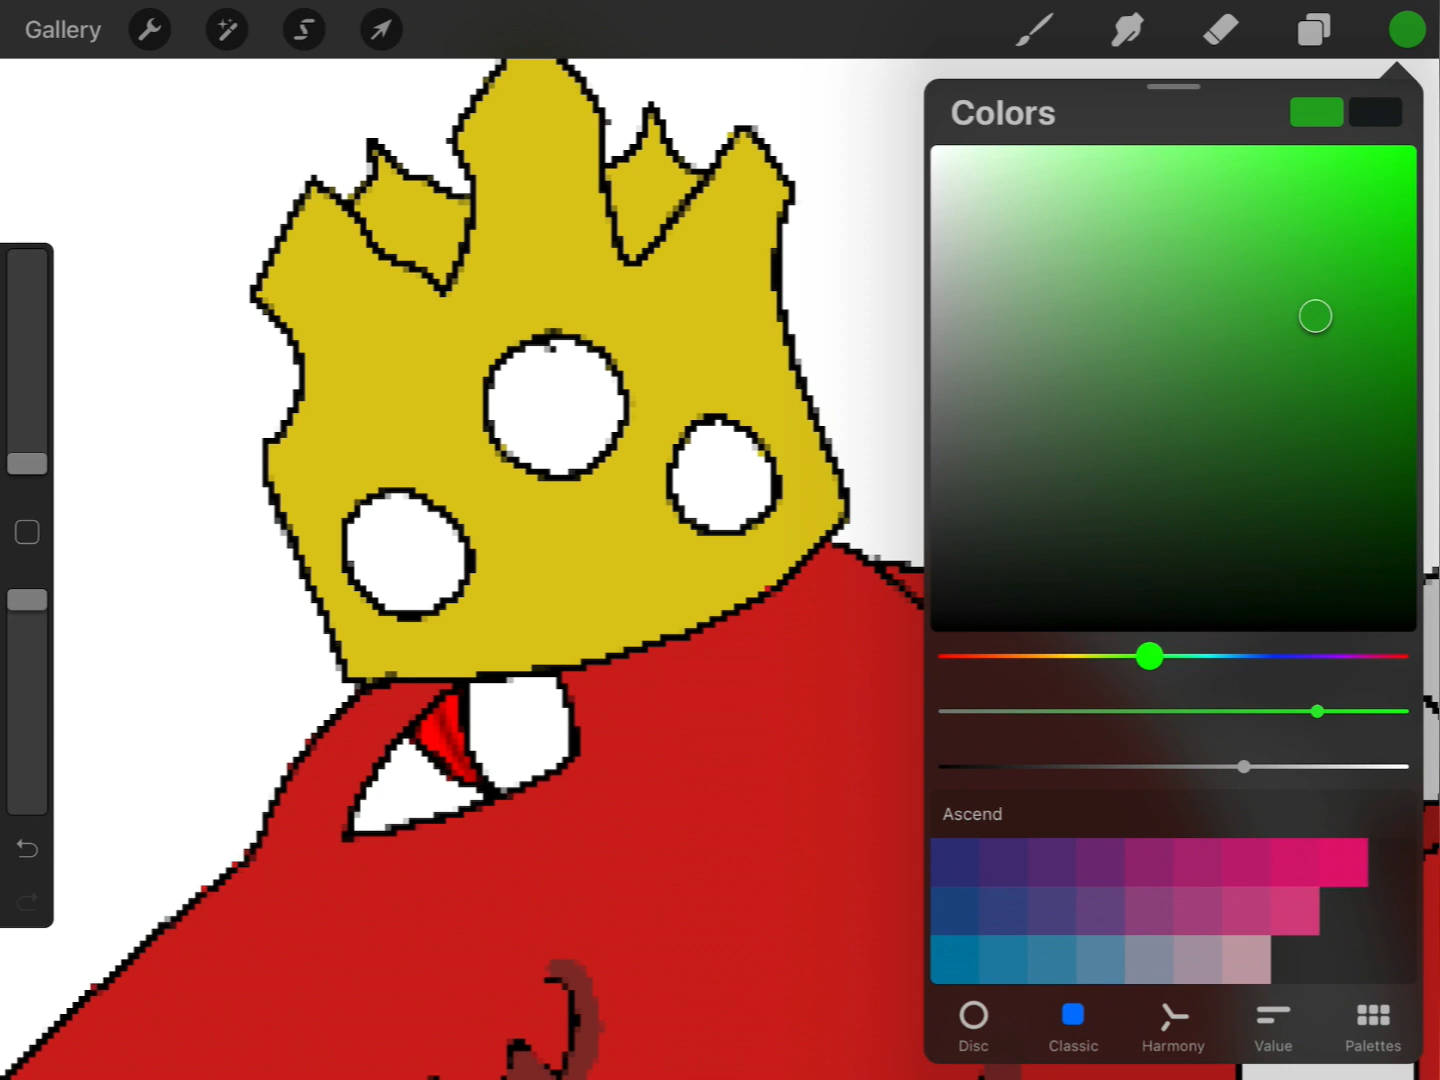 Gallery
Colors
Ascend
Disc
Classic
Harmony
Value
Palettes